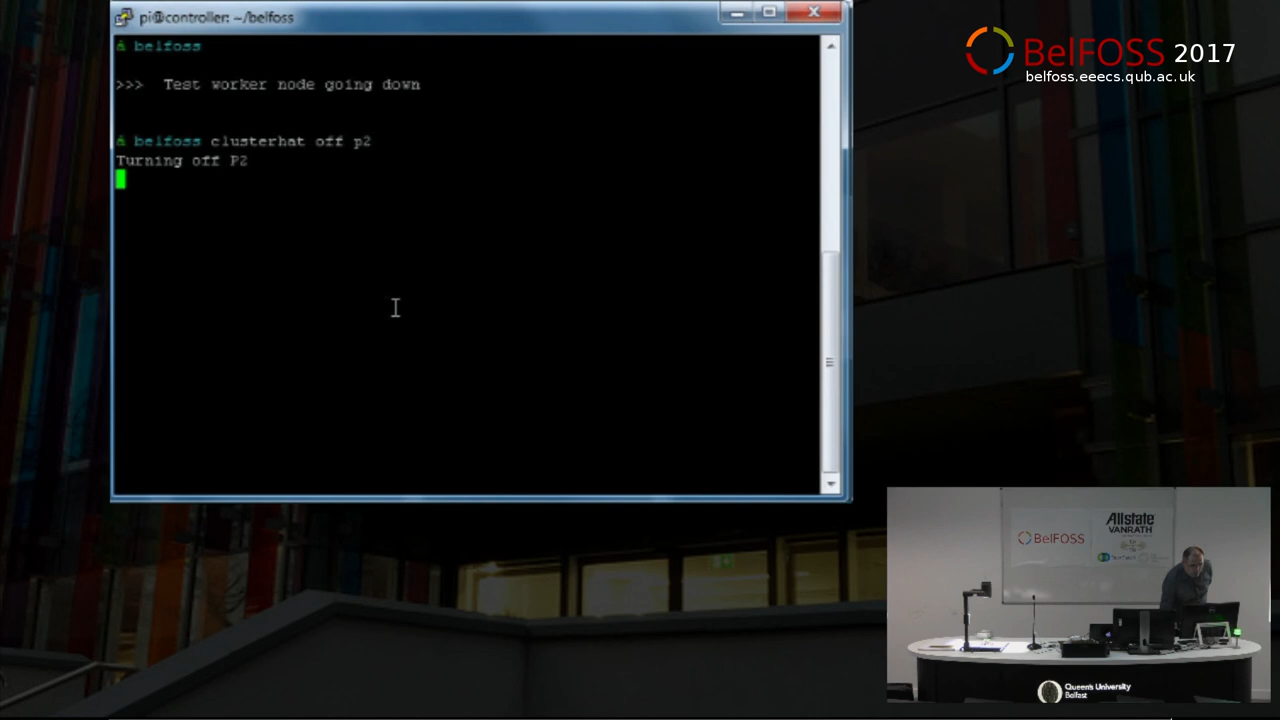 pi@controller: ~/belfoss
belfoss
>>> Test worker node going down
belfoss clusterhat off p2
Turning off P2
BelFOSS 2017
belfoss.eeecs.qub.ac.uk
BelFOSS
Allstate
VANRATH
Queen's University
Belfast